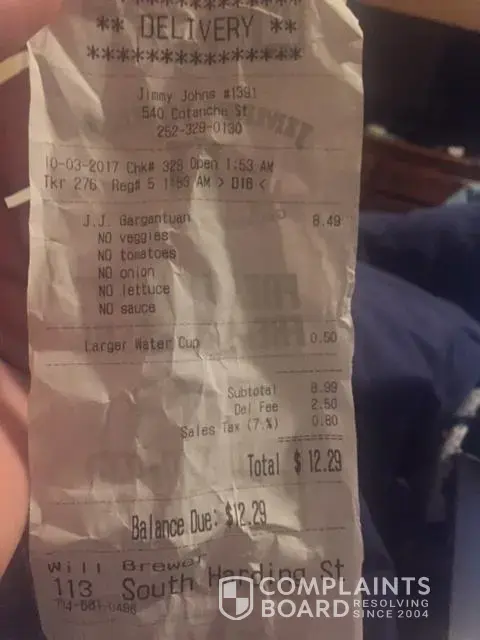 ** DELIVERY **
********************
Jimmy Johns #1391
540 Cotanche St
252-329-0130
10-03-2017 Chk# 328 Open 1:53 AM
Tkr 276 Reg# 5 1:53 AM > D16 <
J.J. Gargantuan 8.49
NO veggies
NO tomatoes
NO onion
NO lettuce
NO sauce
Larger Water Cup 0.50
Subtotal 8.99
Del Fee 2.50
Sales Tax (7.%) 0.80
Total $ 12.29
Balance Due: $12.29
Will Brewer
113 South Harding St
COMPLAINTS
BOARD RESOLVING
SINCE 2004